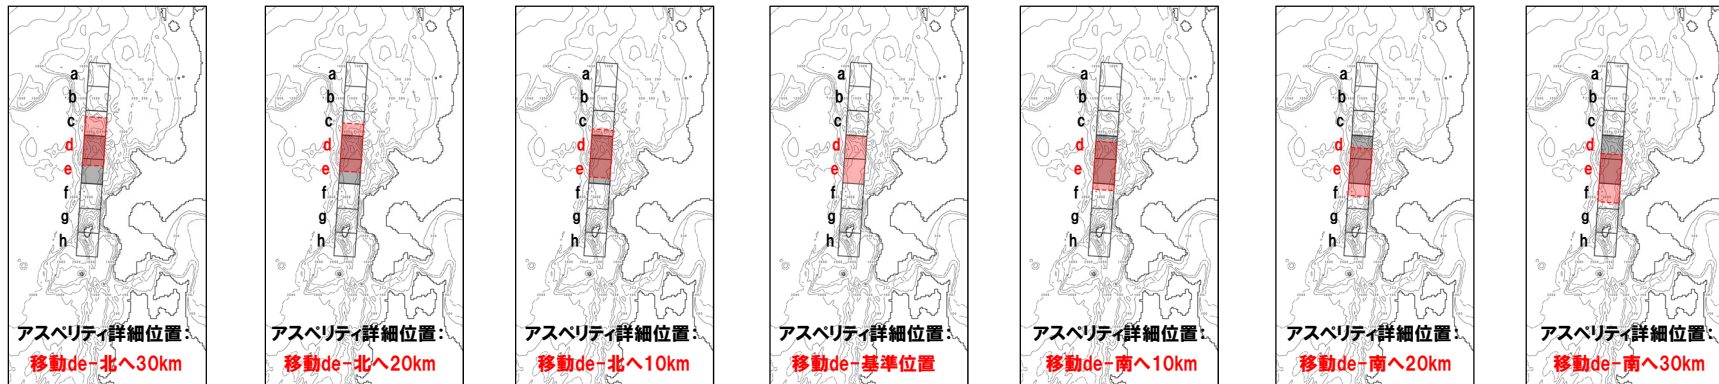 a
b
c
d
e
f
g
h
アスペリティ詳細位置:
移動de-北へ30km
a
b
c
d
e
f
g
h
アスペリティ詳細位置:
移動de-北へ20km
a
b
c
d
e
f
g
h
アスペリティ詳細位置:
移動de-北へ10km
a
b
c
d
e
f
g
h
アスペリティ詳細位置:
移動de-基準位置
a
b
c
d
e
f
g
h
アスペリティ詳細位置:
移動de-南へ10km
a
b
c
d
e
f
g
h
アスペリティ詳細位置:
移動de-南へ20km
a
b
c
d
e
f
g
h
アスペリティ詳細位置:
移動de-南へ30km